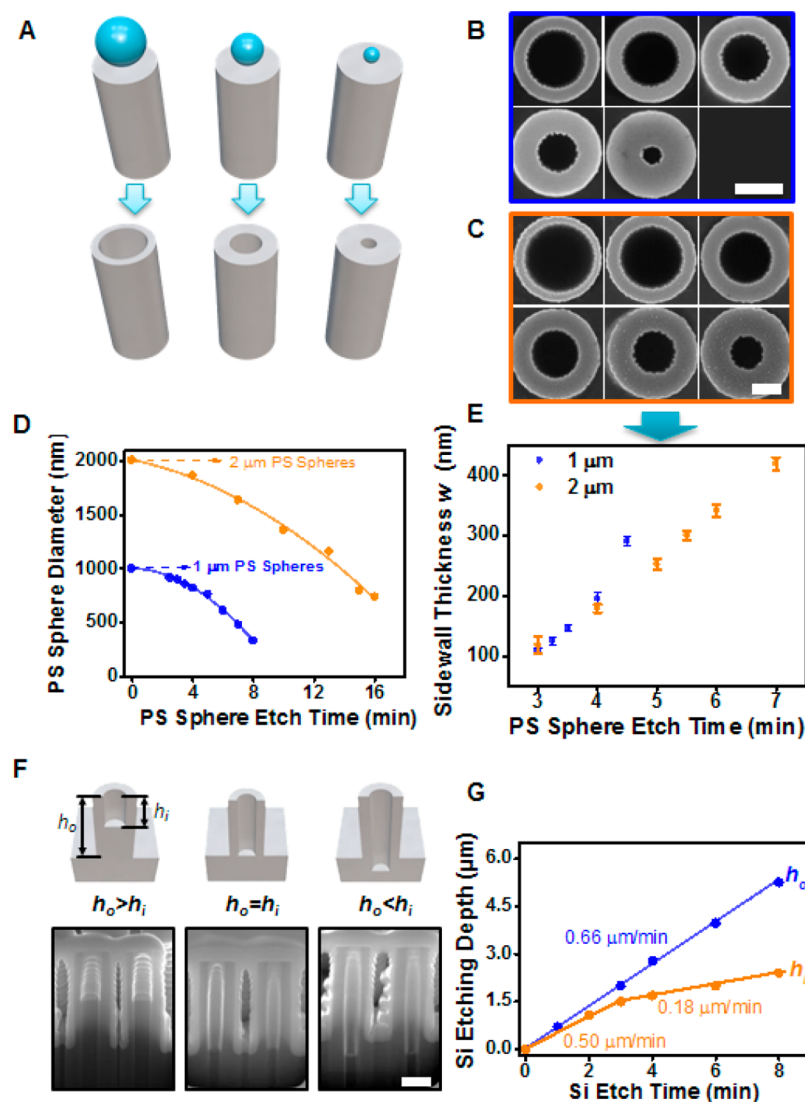 A
B
C
D
PS Sphere Diameter (nm)
2000
1500
1000
500
0
2 μm PS Spheres
1 μm PS Spheres
0 4 8 12 16
PS Sphere Etch Time (min)
E
Sidewall Thickness w (nm)
400
300
200
100
1 μm
2 μm
3 4 5 6 7
PS Sphere Etch Time (min)
F
ho
hi
ho>hi
ho=hi
ho<hi
G
Si Etching Depth (μm)
6.0
4.5
3.0
1.5
0.0
ho
0.66 μm/min
hi
0.18 μm/min
0.50 μm/min
0 2 4 6 8
Si Etch Time (min)